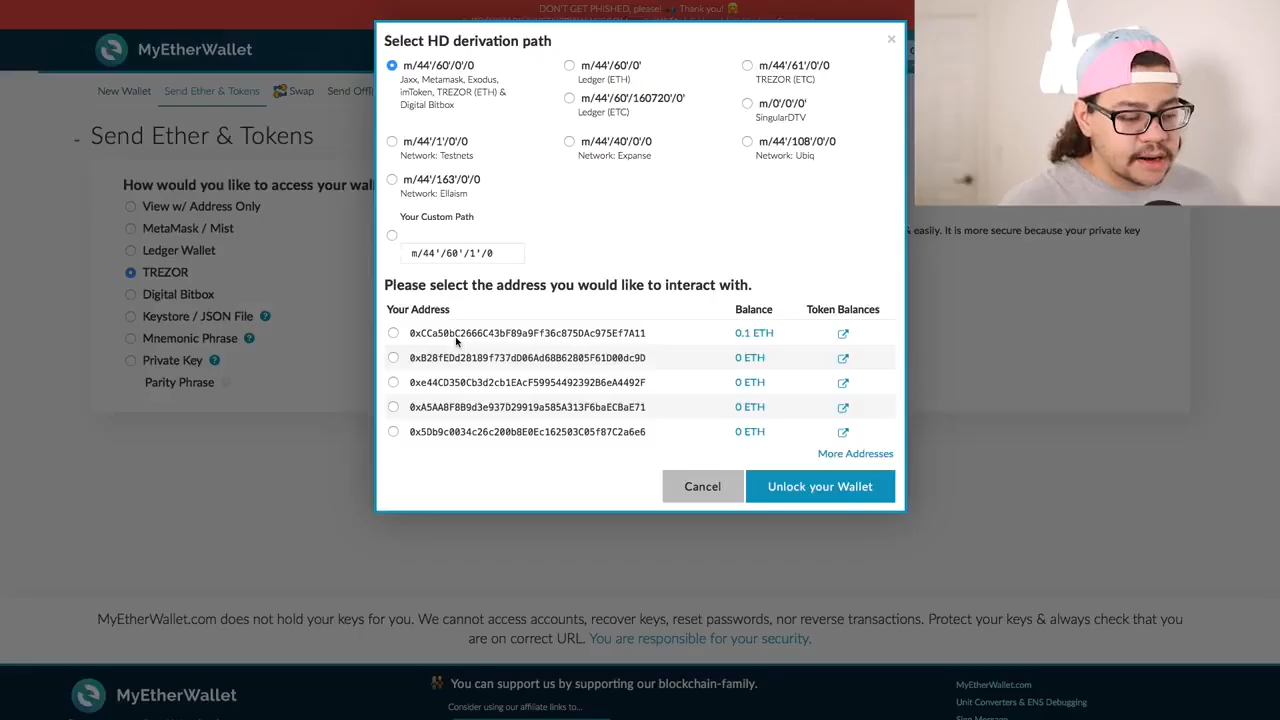 DON'T GET PHISHED, please! Thank you!
MyEtherWallet
New Wallet
Send Ether & Tokens
Swap
Send Offl
- Send Ether & Tokens
How would you like to access your wal
View w/ Address Only
MetaMask / Mist
Ledger Wallet
TREZOR
Digital Bitbox
Keystore / JSON File ?
Mnemonic Phrase ?
Private Key ?
Parity Phrase
Select HD derivation path
×
m/44'/60'/0'/0
Jaxx, Metamask, Exodus,
imToken, TREZOR (ETH) &
Digital Bitbox
m/44'/60'/0'
Ledger (ETH)
m/44'/60'/160720'/0'
Ledger (ETC)
m/44'/61'/0'/0
TREZOR (ETC)
m/0'/0'/0'
SingularDTV
m/44'/1'/0'/0
Network: Testnets
m/44'/40'/0'/0
Network: Expanse
m/44'/108'/0'/0
Network: Ubiq
m/44'/163'/0'/0
Network: Ellaism
Your Custom Path
m/44'/60'/1'/0
Please select the address you would like to interact with.
Your Address Balance Token Balances
0xCCa50bC2666C43bF89a9Ff36c875DAc975Ef7A11 0.1 ETH
0xB28fEDd28189f737dD06Ad68B62805F61D00dc9D 0 ETH
0xe44CD350Cb3d2cb1EAcF59954492392B6eA4492F 0 ETH
0xA5AA8F8B9d3e937D29919a585A313F6baECBaE71 0 ETH
0x5Db9c0034c26c200b8E0Ec162503C05f87C2a6e6 0 ETH
More Addresses
Cancel
Unlock your Wallet
easily. It is more secure because your private key
MyEtherWallet.com does not hold your keys for you. We cannot access accounts, recover keys, reset passwords, nor reverse transactions. Protect your keys & always check that you
are on correct URL. You are responsible for your security.
MyEtherWallet
You can support us by supporting our blockchain-family.
Consider using our affiliate links to...
MyEtherWallet.com
Unit Converters & ENS Debugging
Sign Message